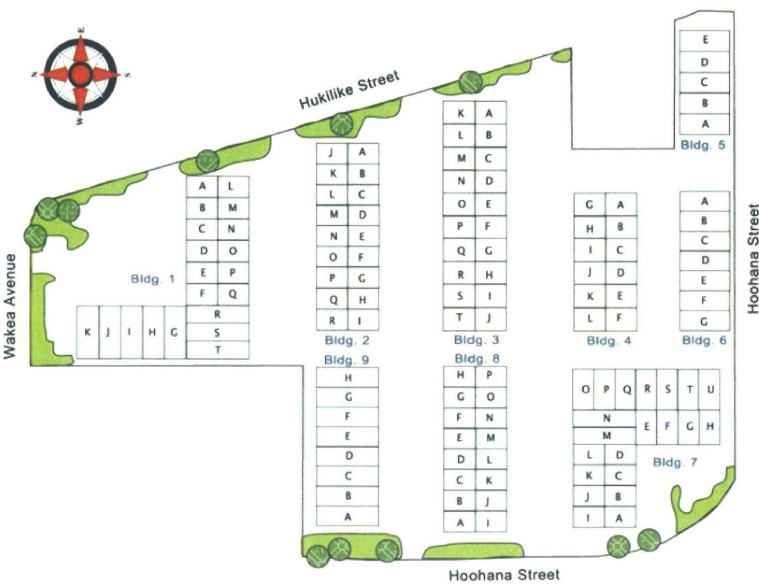 E
N
S
W
Hukilike Street
Wakea Avenue
Hoohana Street
Hoohana Street
A L
B M
C N
D O
E P
F Q
R
S
T
K J I H G
Bldg. 1
J A
K B
L C
M D
N E
O F
P G
Q H
R I
Bldg. 2
K A
L B
M C
N D
O E
P F
Q G
R H
S I
T J
Bldg. 3
G A
H B
I C
J D
K E
L F
Bldg. 4
E
D
C
B
A
Bldg. 5
A
B
C
D
E
F
G
Bldg. 6
Bldg. 9
H
G
F
E
D
C
B
A
Bldg. 8
H P
G O
F N
E M
D L
C K
B J
A I
O P Q R S T U
N
M
E F G H
Bldg. 7
L D
K C
J B
I A